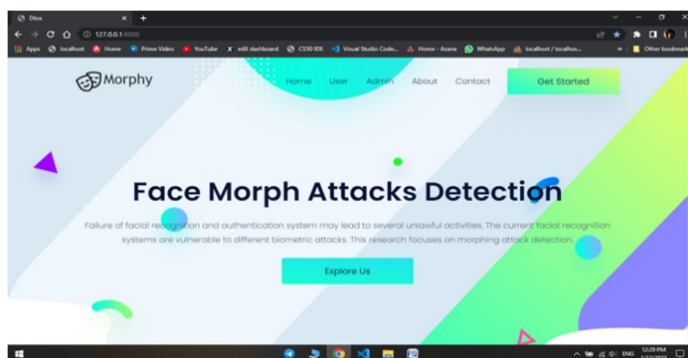 Dtox
127.0.0.1:8000
Apps localhost Home Prime Video YouTube edX dashboard CS50 IDE Visual Studio Code... Home - Asana WhatsApp localhost / localhos... » Other bookmark
Morphy Home User Admin About Contact Get Started
Face Morph Attacks Detection
Failure of facial recognition and authentication system may lead to several unlawful activities. The current facial recognition
systems are vulnerable to different biometric attacks. This research focuses on morphing attack detection.
Explore Us
ENG 12:29 PM